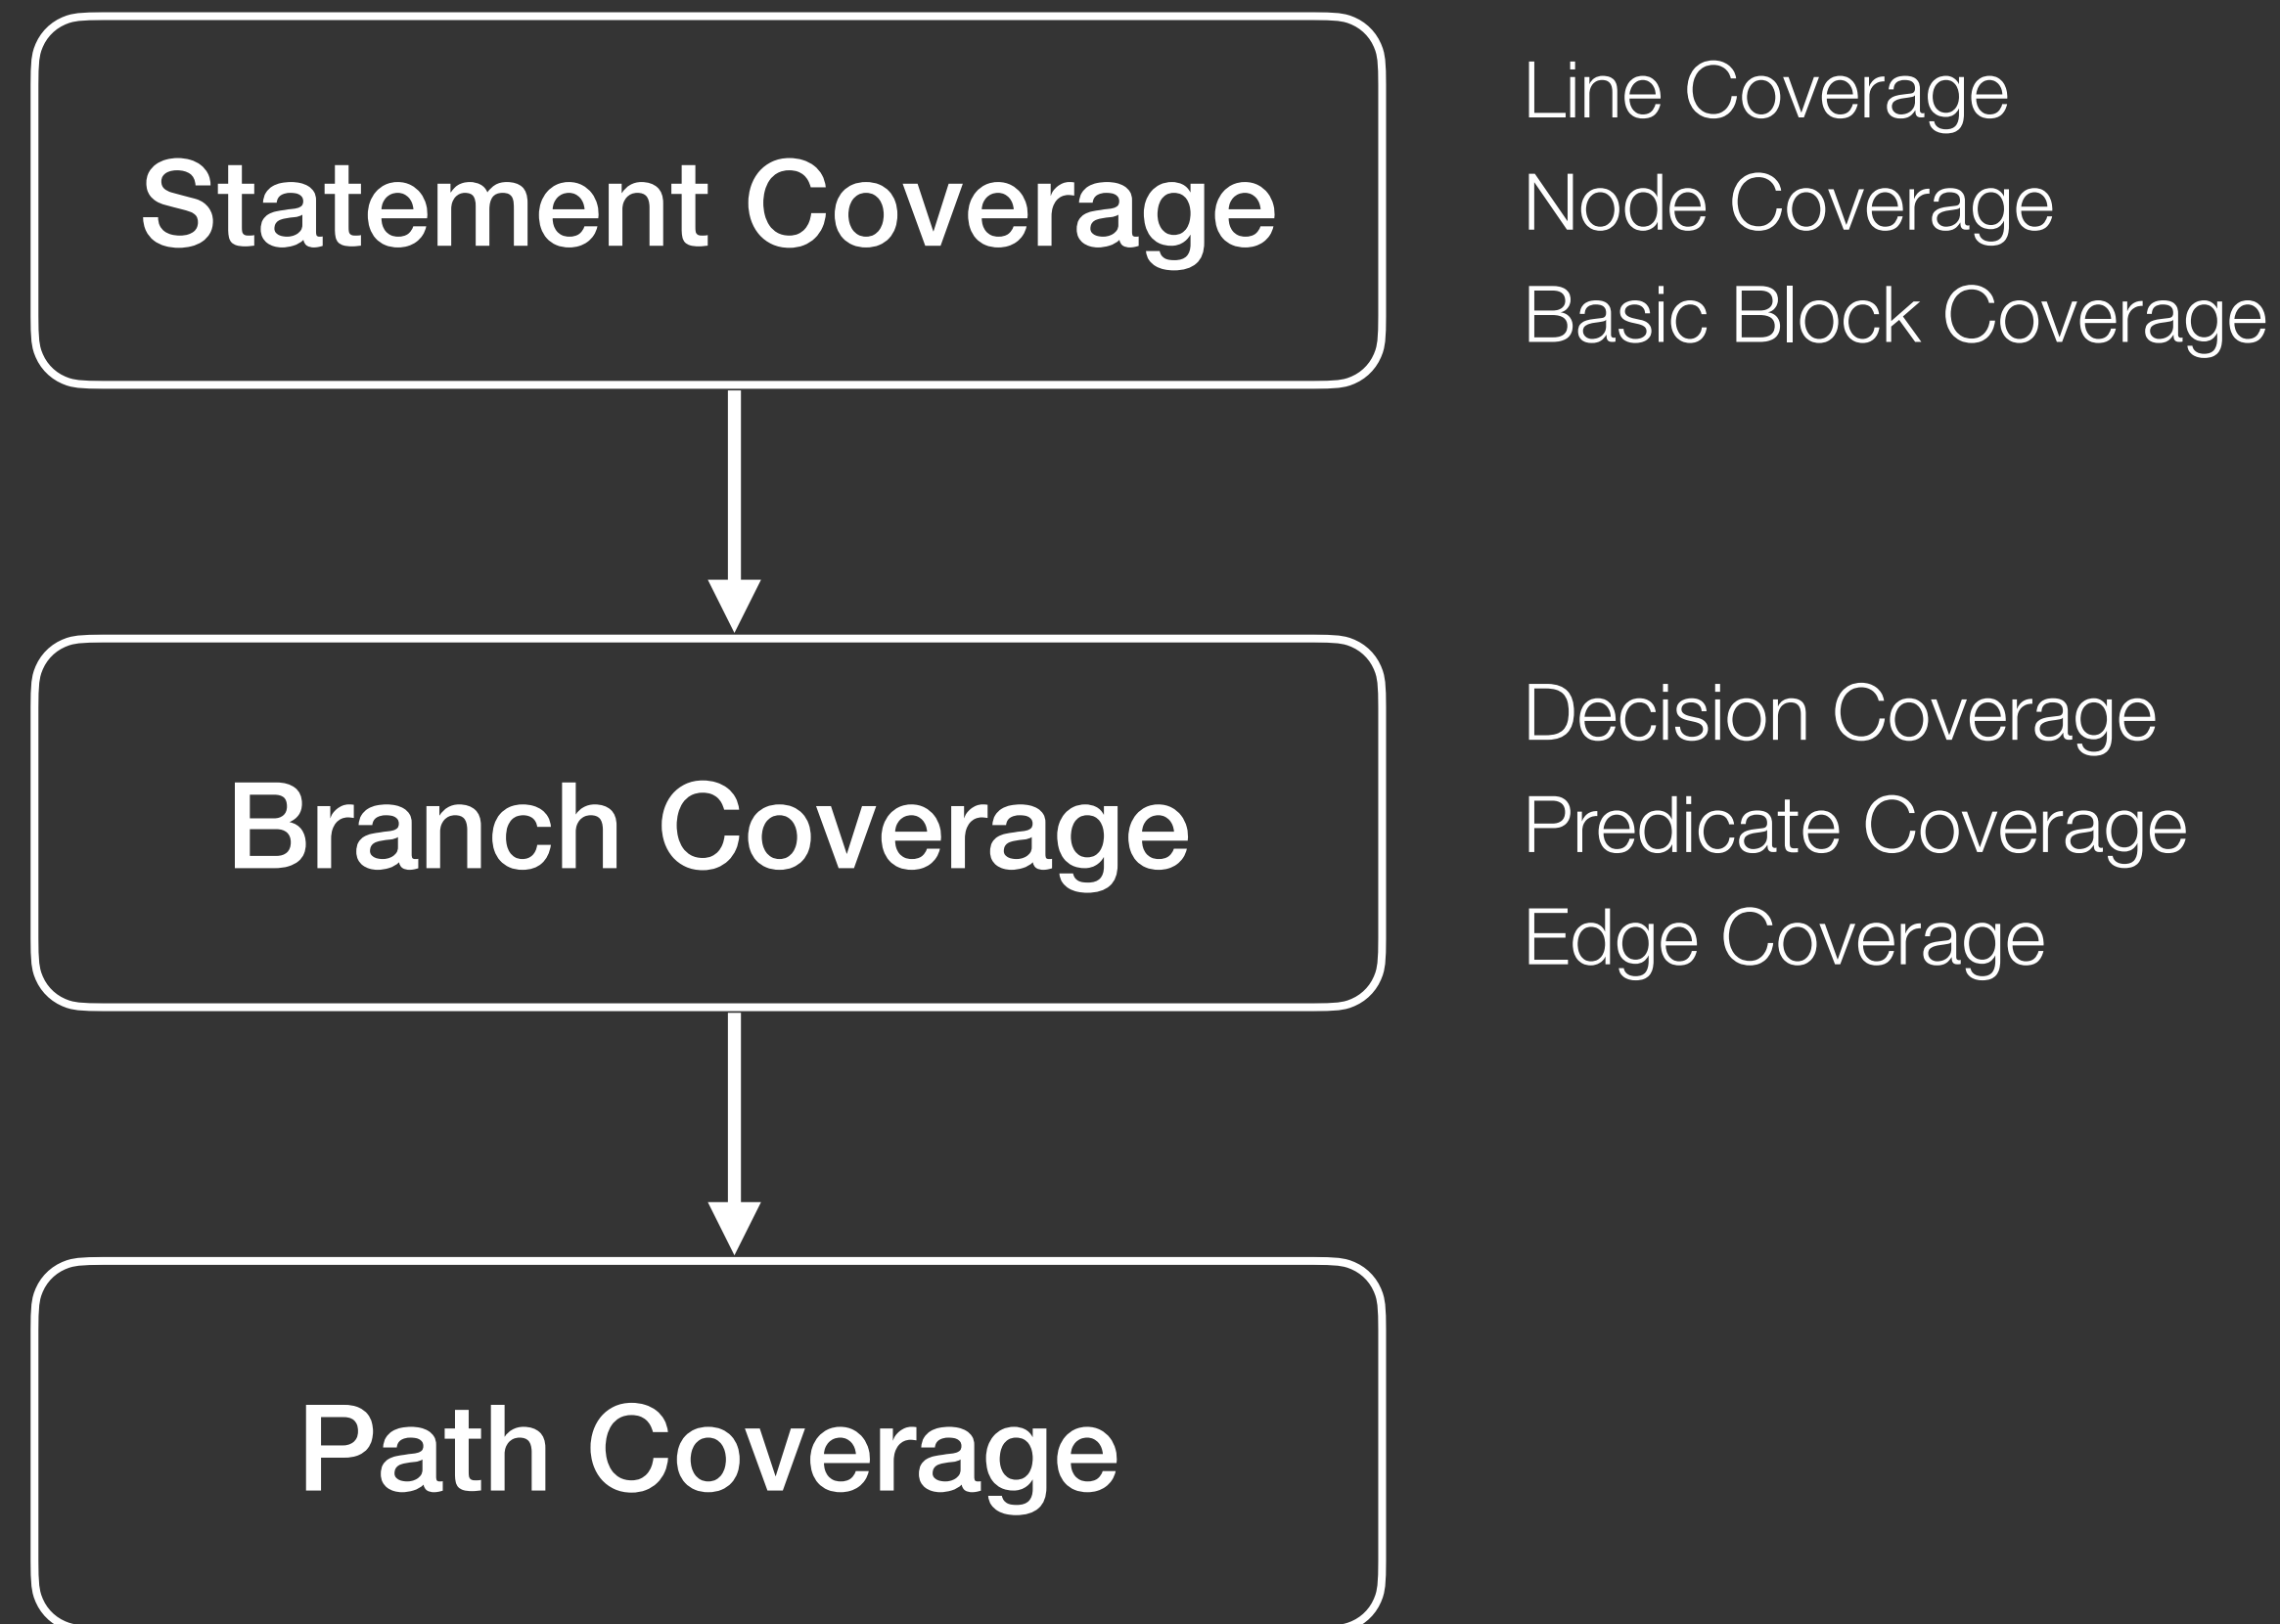 Statement Coverage
Line Coverage
Node Coverage
Basic Block Coverage
Branch Coverage
Decision Coverage
Predicate Coverage
Edge Coverage
Path Coverage